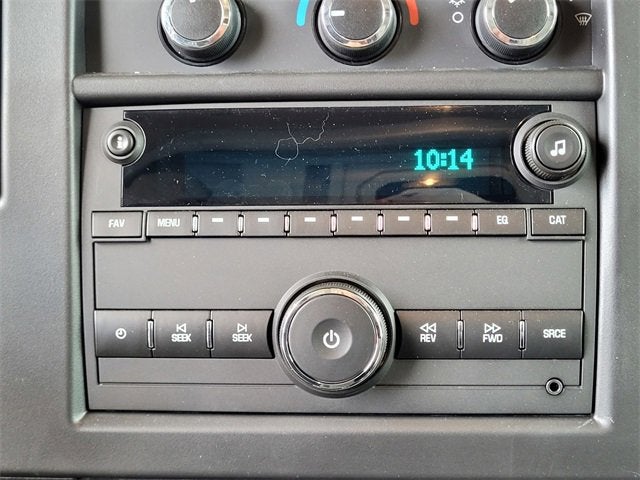 10:14
FAV MENU EQ CAT
SEEK SEEK REV FWD SRCE